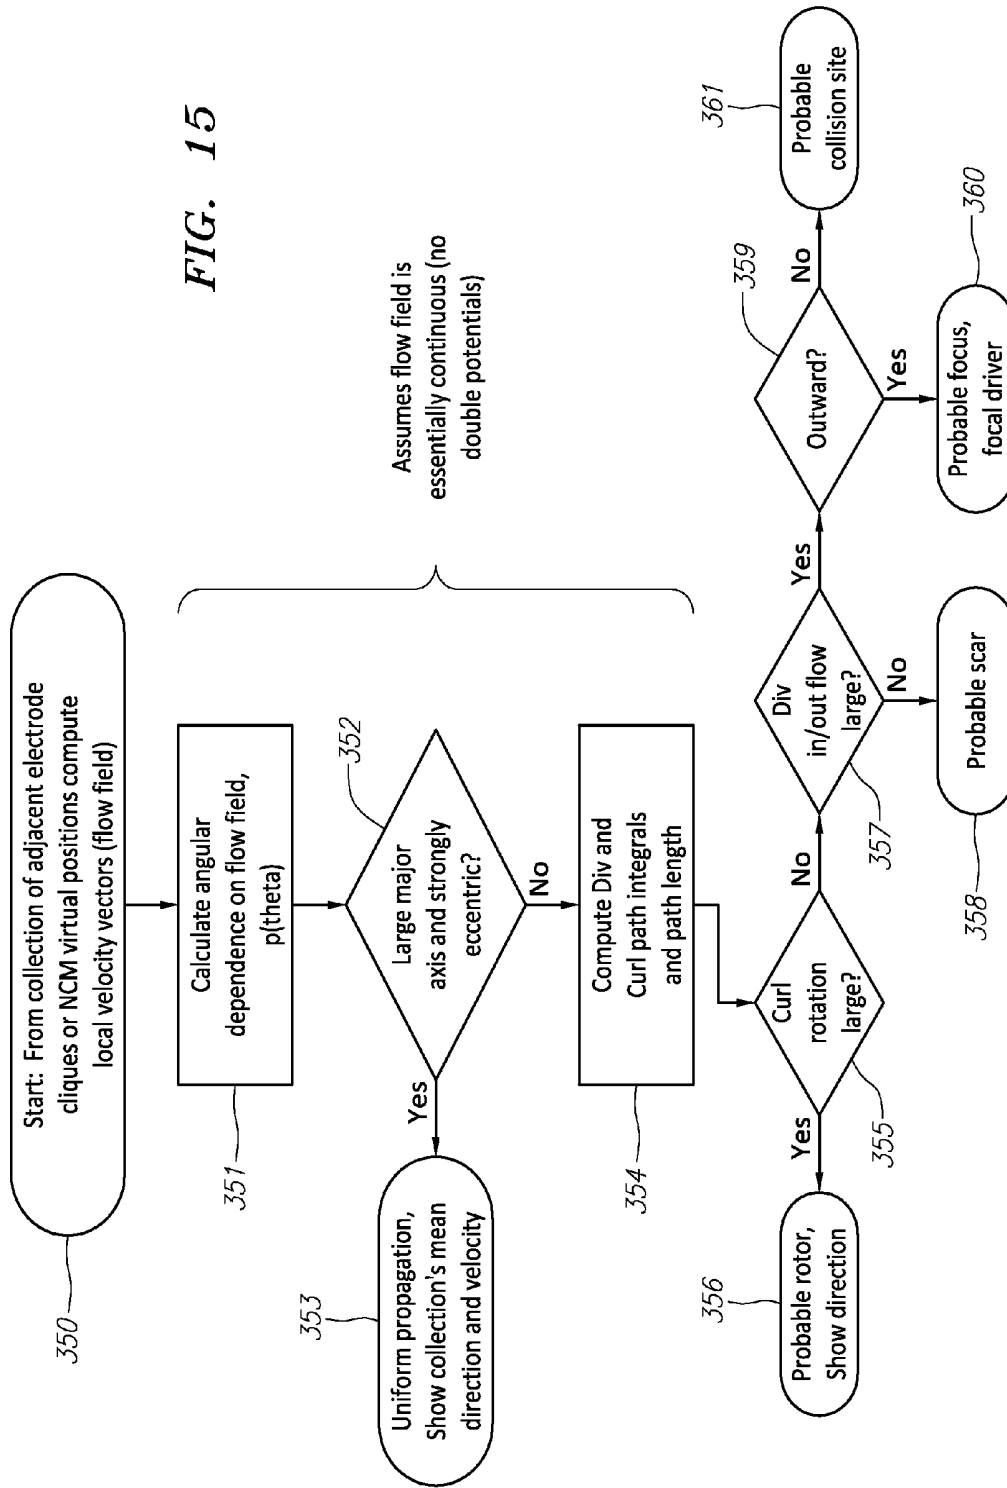 FIG. 15
Start: From collection of adjacent electrode
cliques or NCM virtual positions compute
local velocity vectors (flow field)
350
Calculate angular
dependence on flow field,
p(theta)
351
Assumes flow field is
essentially continuous (no
double potentials)
Large major
axis and strongly
eccentric?
352
Yes
No
Uniform propagation,
Show collection's mean
direction and velocity
353
Compute Div and
Curl path integrals
and path length
354
Curl
rotation
large?
355
Yes
No
Probable rotor,
Show direction
356
Div
in/out flow
large?
357
Yes
No
Probable scar
358
Outward?
359
No
Yes
Probable focus,
focal driver
360
Probable
collision site
361